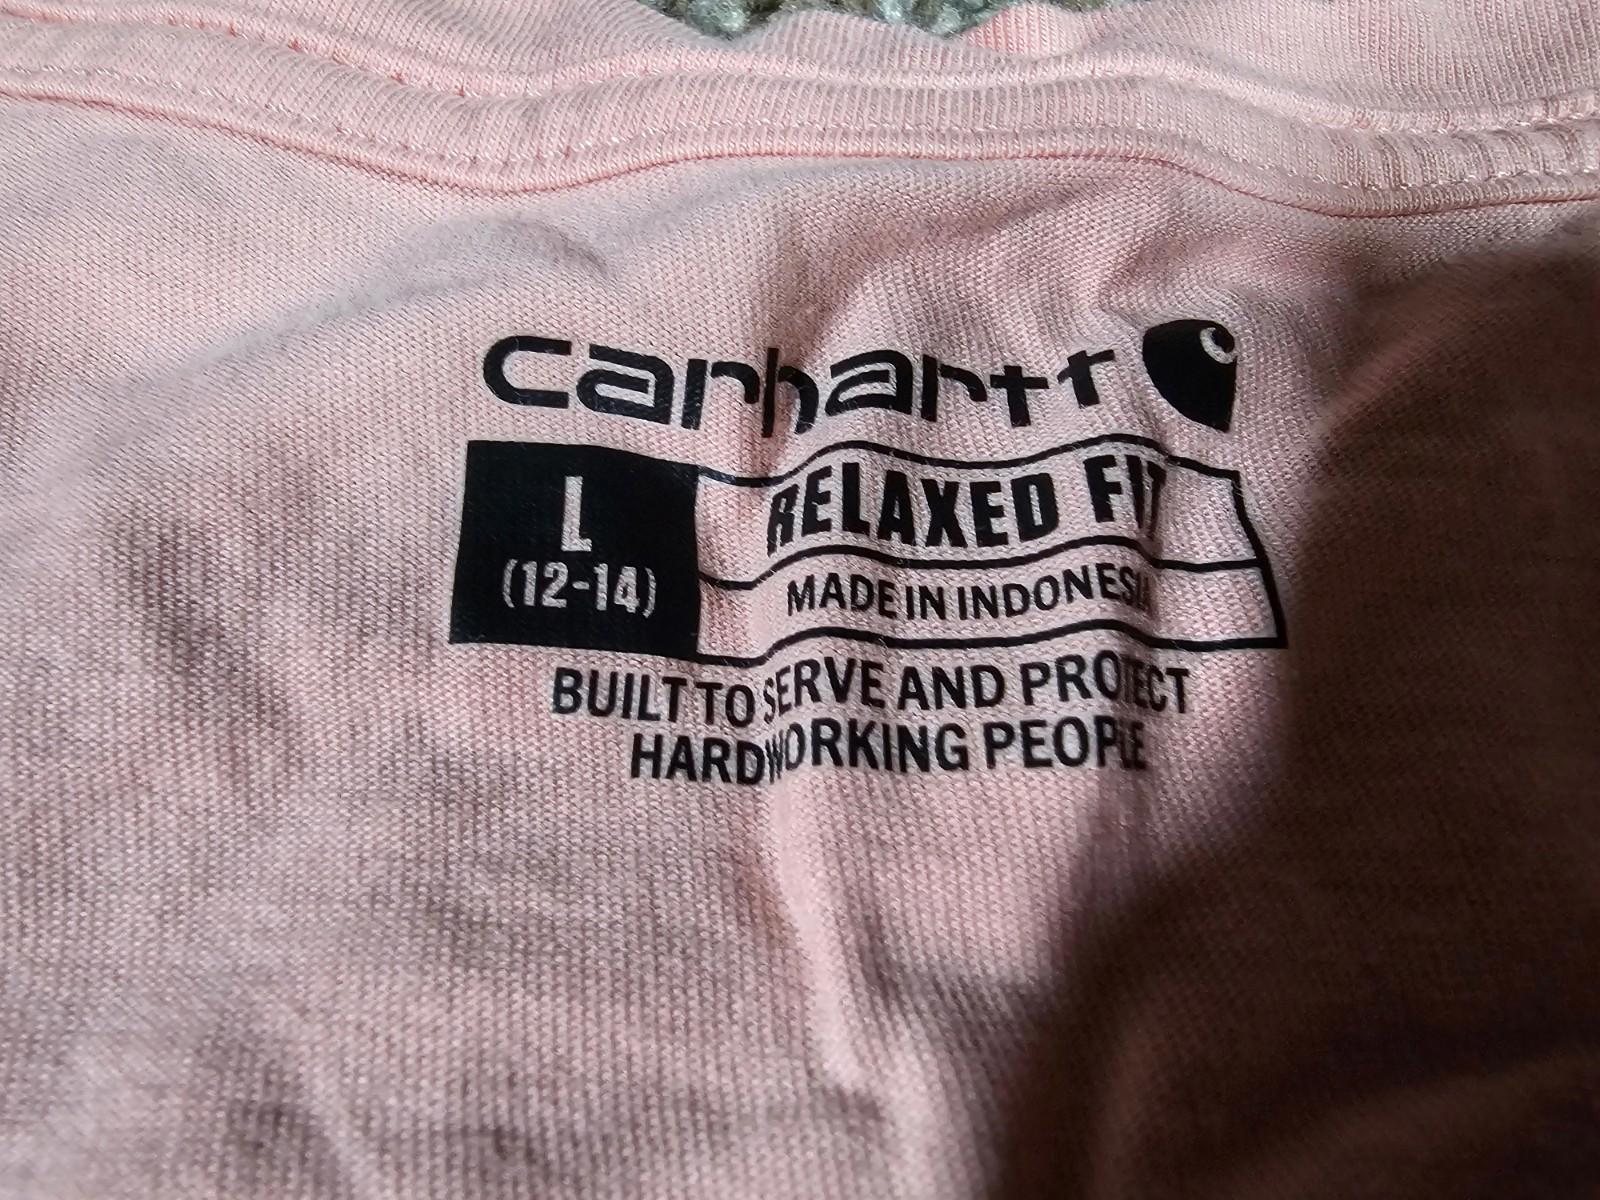 carhartt
L
(12-14)
RELAXED FIT
MADE IN INDONESIA
BUILT TO SERVE AND PROTECT
HARDWORKING PEOPLE